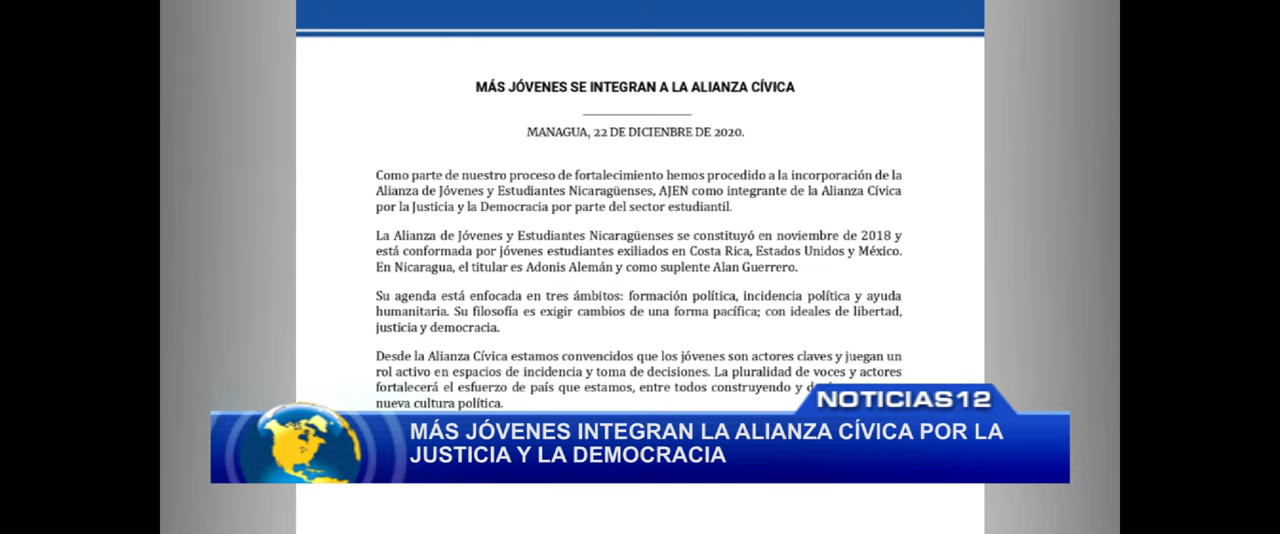 MÁS JÓVENES SE INTEGRAN A LA ALIANZA CÍVICA
MANAGUA, 22 DE DICIEMBRE DE 2020.
Como parte de nuestro proceso de fortalecimiento hemos procedido a la incorporación de la
Alianza de Jóvenes y Estudiantes Nicaragüenses, AJEN como integrante de la Alianza Cívica
por la Justicia y la Democracia por parte del sector estudiantil.
La Alianza de Jóvenes y Estudiantes Nicaragüenses se constituyó en noviembre de 2018 y
está conformada por jóvenes estudiantes exiliados en Costa Rica, Estados Unidos y México.
En Nicaragua, el titular es Adonis Alemán y como suplente Alan Guerrero.
Su agenda está enfocada en tres ámbitos: formación política, incidencia política y ayuda
humanitaria. Su filosofía es exigir cambios de una forma pacífica; con ideales de libertad,
justicia y democracia.
Desde la Alianza Cívica estamos convencidos que los jóvenes son actores claves y juegan un
rol activo en espacios de incidencia y toma de decisiones. La pluralidad de voces y actores
fortalecerá el esfuerzo de país que estamos, entre todos construyendo y
nueva cultura política.
NOTICIAS12
MÁS JÓVENES INTEGRAN LA ALIANZA CÍVICA POR LA
JUSTICIA Y LA DEMOCRACIA